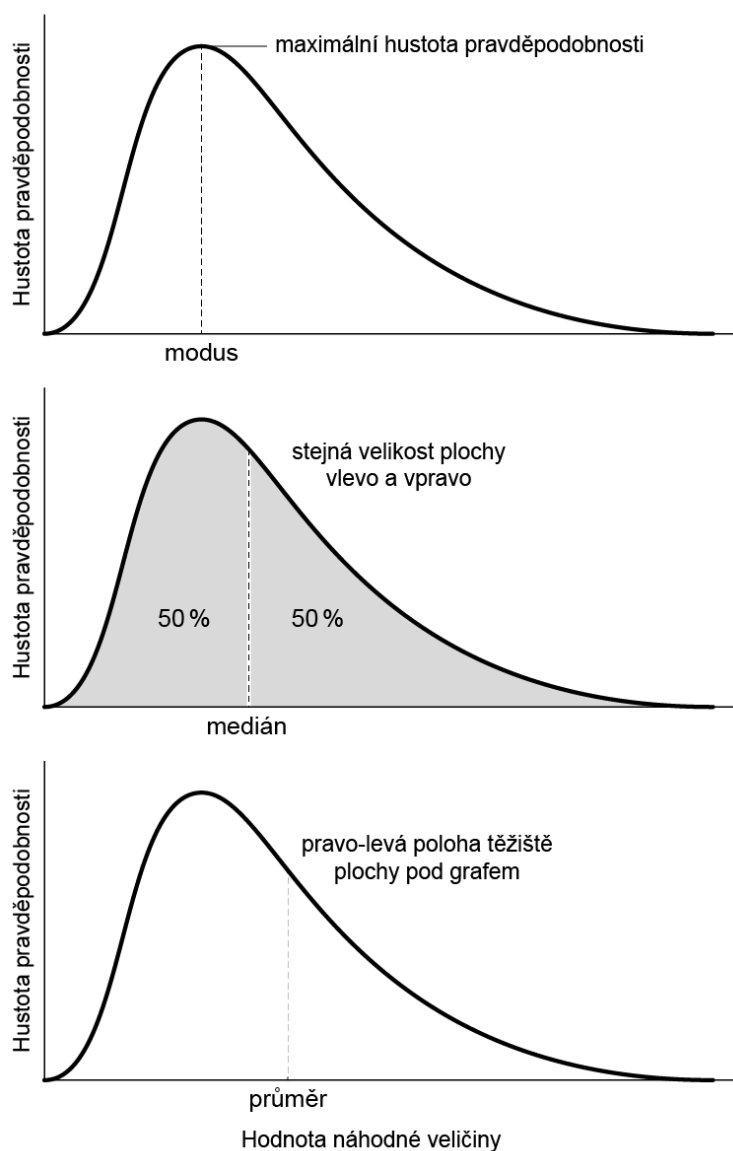 Hustota pravděpodobnosti
maximální hustota pravděpodobnosti
modus
Hustota pravděpodobnosti
stejná velikost plochy
vlevo a vpravo
50 %
50 %
medián
Hustota pravděpodobnosti
pravo-levá poloha těžiště
plochy pod grafem
průměr
Hodnota náhodné veličiny